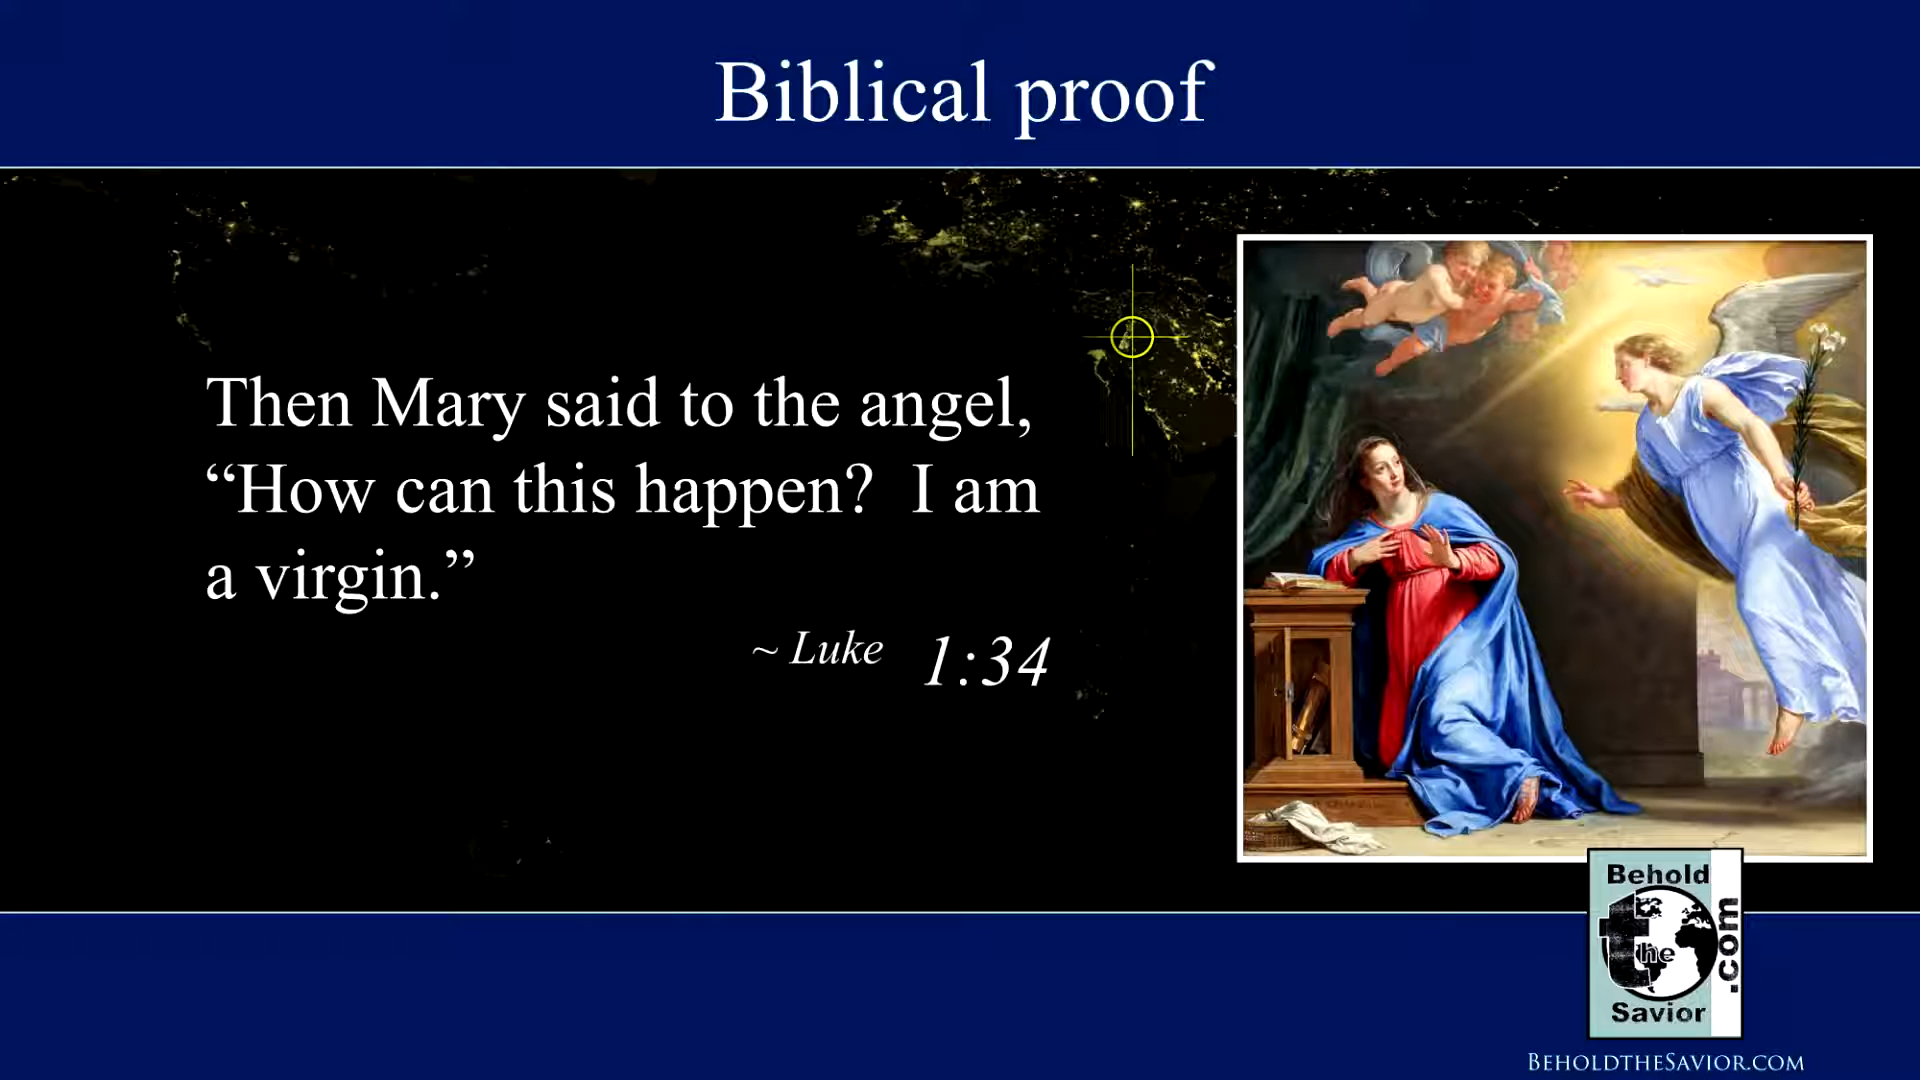 Biblical proof
Then Mary said to the angel,
“How can this happen?  I am
a virgin.”
~ Luke 1:34
Behold
the
.com
Savior
BEHOLDTHESAVIOR.COM